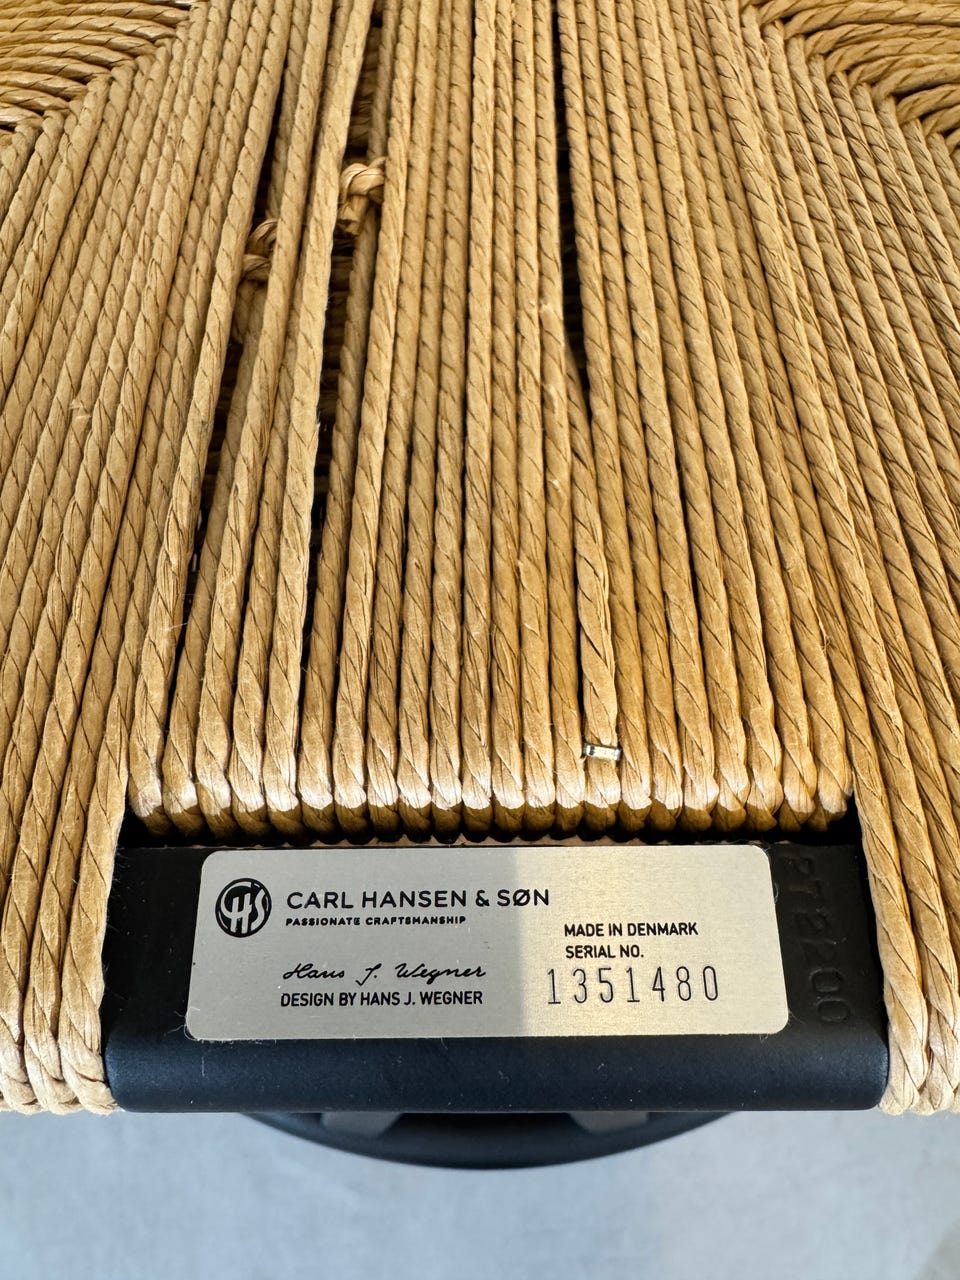 CARL HANSEN & SØN
PASSIONATE CRAFTSMANSHIP
Hans J. Wegner
DESIGN BY HANS J. WEGNER
MADE IN DENMARK
SERIAL NO.
1351480